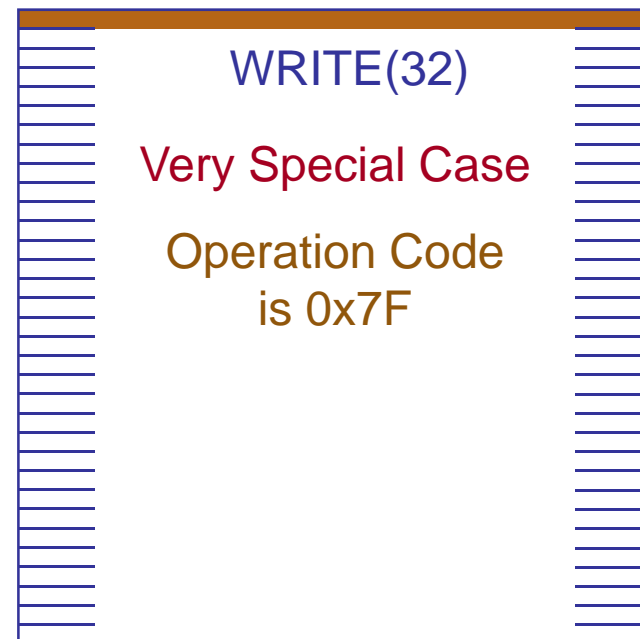 WRITE(32)
Very Special Case
Operation Code
is 0x7F